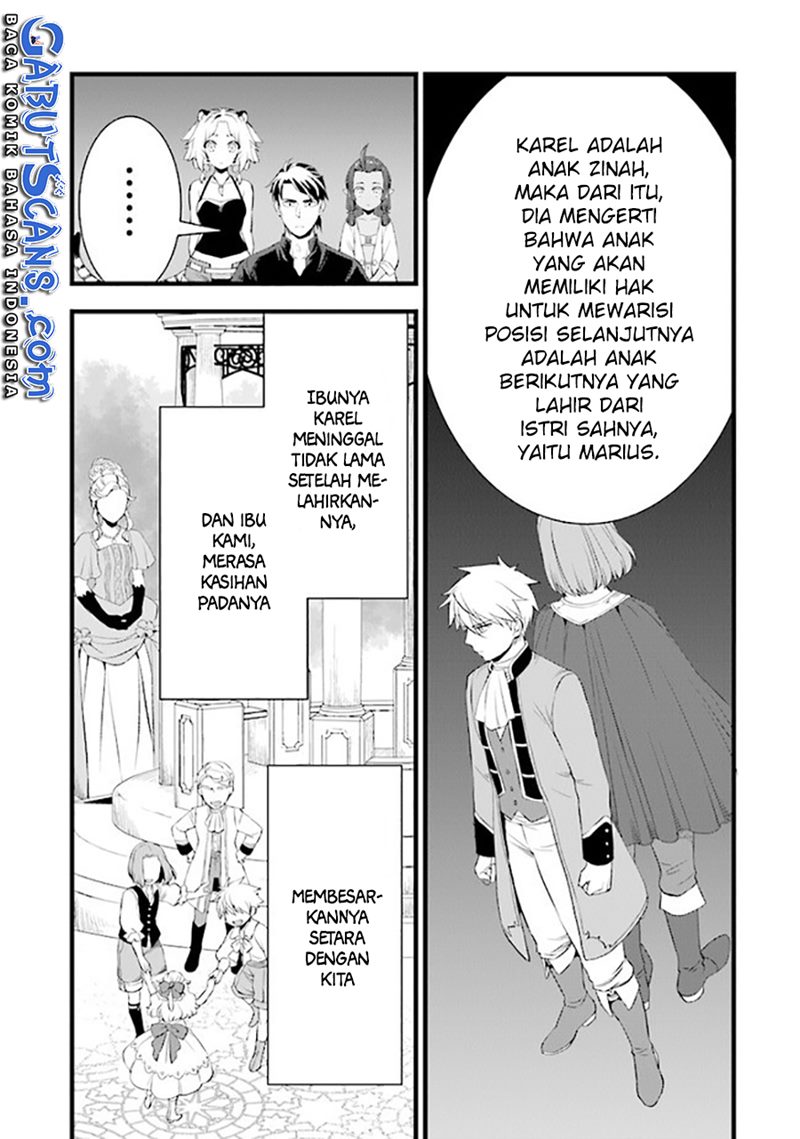 KAREL ADALAH
ANAK ZINAH,
MAKA DARI ITU,
DIA MENGERTI
BAHWA ANAK
YANG AKAN
MEMILIKI HAK
UNTUK MEWARISI
POSISI SELANJUTNYA
ADALAH ANAK
BERIKUTNYA YANG
LAHIR DARI
ISTRI SAHNYA,
YAITU MARIUS.
......
IBUNYA
KAREL
MENINGGAL
TIDAK LAMA
SETELAH ME-
LAHIRKAN-
NYA,
DAN IBU
KAMI,
MERASA
KASIHAN
PADANYA
MEMBESAR-
KANNYA
SETARA
DENGAN
KITA
GABUTSCANS.COM
BACA KOMIK BAHASA INDONESIA